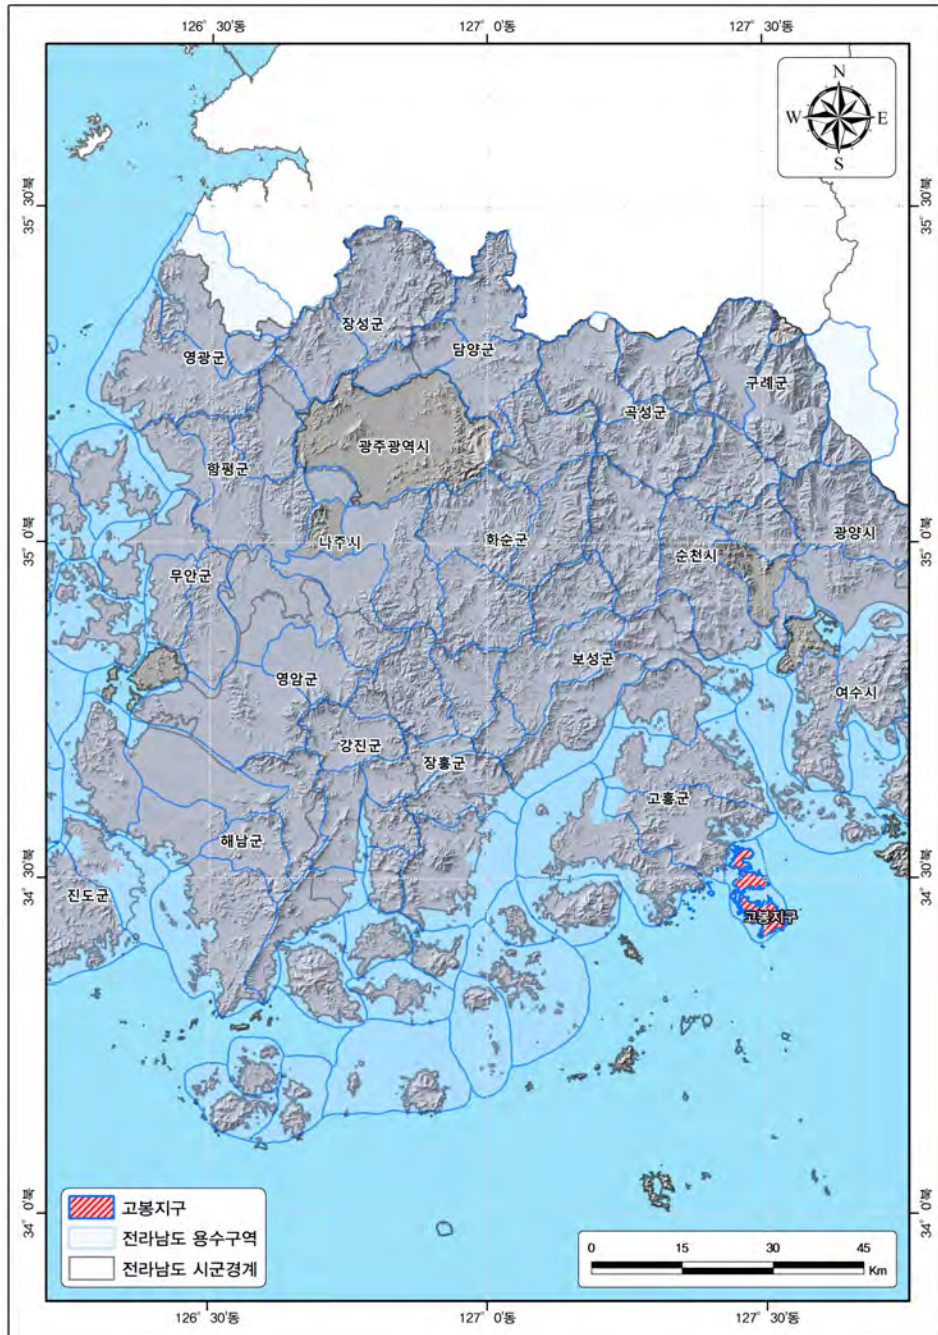 126° 30'동
127° 0'동
127° 30'동
N
W
E
S
35° 30'북
35° 30'북
장성군
담양군
영광군
구례군
곡성군
광주광역시
함평군
35° 0'북
35° 0'북
나주시
화순군
순천시
광양시
무안군
보성군
영암군
여수시
강진군
장흥군
고흥군
해남군
34° 30'북
34° 30'북
진도군
고봉지구
고봉지구
전라남도 용수구역
전라남도 시군경계
34° 0'북
34° 0'북
0 15 30 45
Km
126° 30'동
127° 0'동
127° 30'동